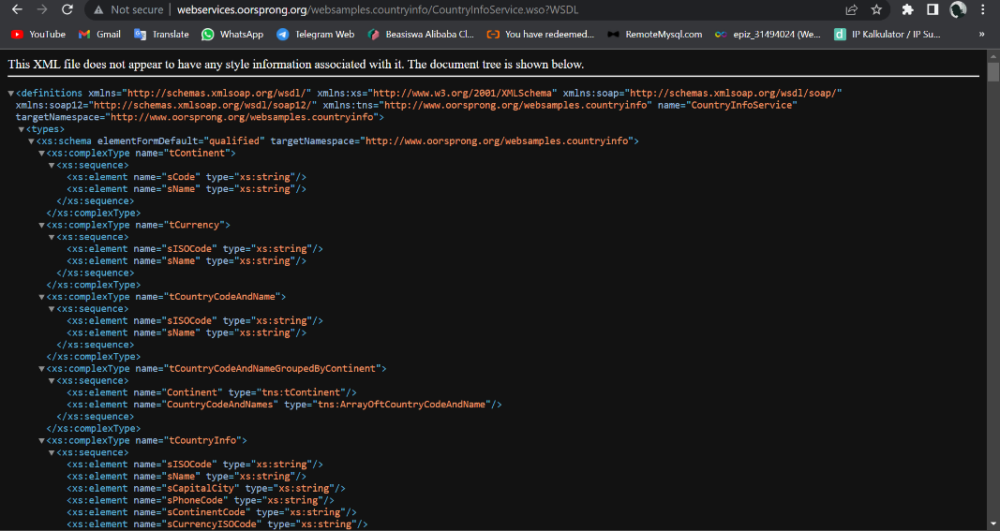 Not secure | webservices.oorsprong.org/websamples.countryinfo/CountryInfoService.wso?WSDL
YouTube Gmail Translate WhatsApp Telegram Web Beasiswa Alibaba Cl... You have redeemed... RemoteMysql.com epiz_31494024 (We... IP Kalkulator / IP Su... »
This XML file does not appear to have any style information associated with it. The document tree is shown below.
▼<definitions xmlns="http://schemas.xmlsoap.org/wsdl/" xmlns:xs="http://www.w3.org/2001/XMLSchema" xmlns:soap="http://schemas.xmlsoap.org/wsdl/soap/"
xmlns:soap12="http://schemas.xmlsoap.org/wsdl/soap12/" xmlns:tns="http://www.oorsprong.org/websamples.countryinfo" name="CountryInfoService"
targetNamespace="http://www.oorsprong.org/websamples.countryinfo">
▼<types>
▼<xs:schema elementFormDefault="qualified" targetNamespace="http://www.oorsprong.org/websamples.countryinfo">
▼<xs:complexType name="tContinent">
▼<xs:sequence>
<xs:element name="sCode" type="xs:string"/>
<xs:element name="sName" type="xs:string"/>
</xs:sequence>
</xs:complexType>
▼<xs:complexType name="tCurrency">
▼<xs:sequence>
<xs:element name="sISOCode" type="xs:string"/>
<xs:element name="sName" type="xs:string"/>
</xs:sequence>
</xs:complexType>
▼<xs:complexType name="tCountryCodeAndName">
▼<xs:sequence>
<xs:element name="sISOCode" type="xs:string"/>
<xs:element name="sName" type="xs:string"/>
</xs:sequence>
</xs:complexType>
▼<xs:complexType name="tCountryCodeAndNameGroupedByContinent">
▼<xs:sequence>
<xs:element name="Continent" type="tns:tContinent"/>
<xs:element name="CountryCodeAndNames" type="tns:ArrayOftCountryCodeAndName"/>
</xs:sequence>
</xs:complexType>
▼<xs:complexType name="tCountryInfo">
▼<xs:sequence>
<xs:element name="sISOCode" type="xs:string"/>
<xs:element name="sName" type="xs:string"/>
<xs:element name="sCapitalCity" type="xs:string"/>
<xs:element name="sPhoneCode" type="xs:string"/>
<xs:element name="sContinentCode" type="xs:string"/>
<xs:element name="sCurrencyISOCode" type="xs:string"/>